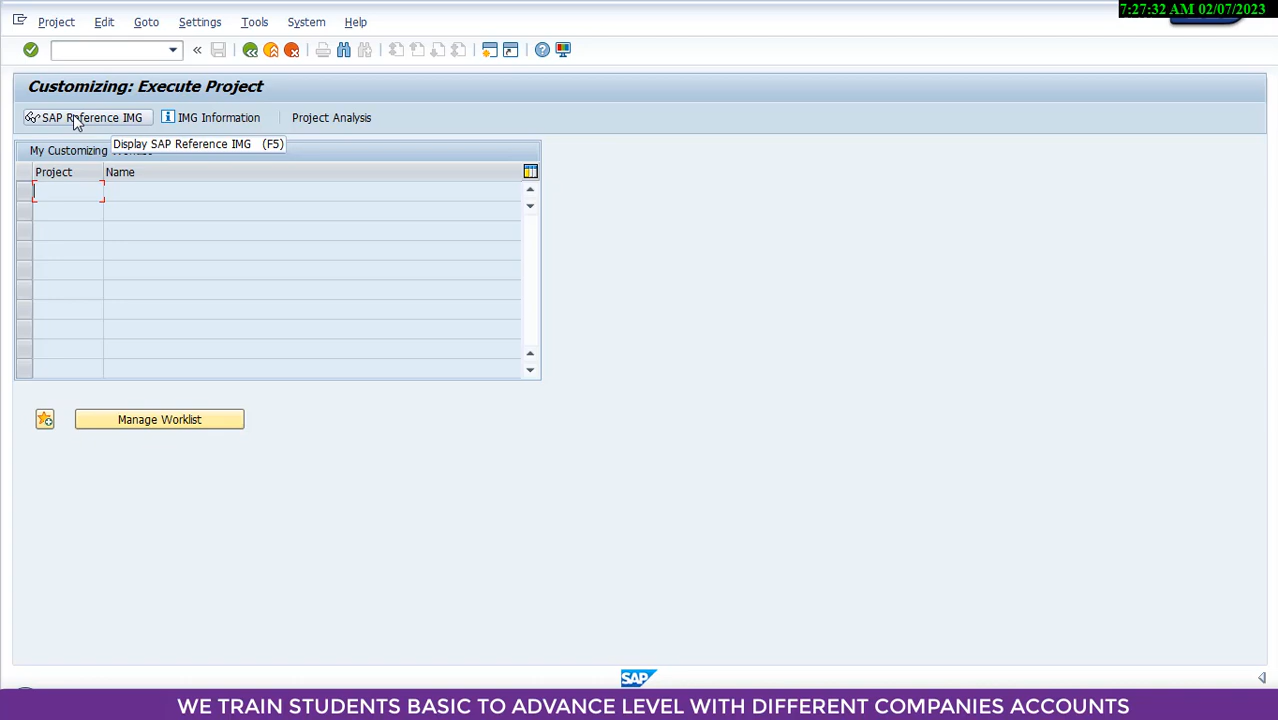 7:27:32 AM 02/07/2023
Project Edit Goto Settings Tools System Help
Customizing: Execute Project
SAP Reference IMG IMG Information Project Analysis
Display SAP Reference IMG (F5)
My Customizing
Project Name
Manage Worklist
SAP
WE TRAIN STUDENTS BASIC TO ADVANCE LEVEL WITH DIFFERENT COMPANIES ACCOUNTS